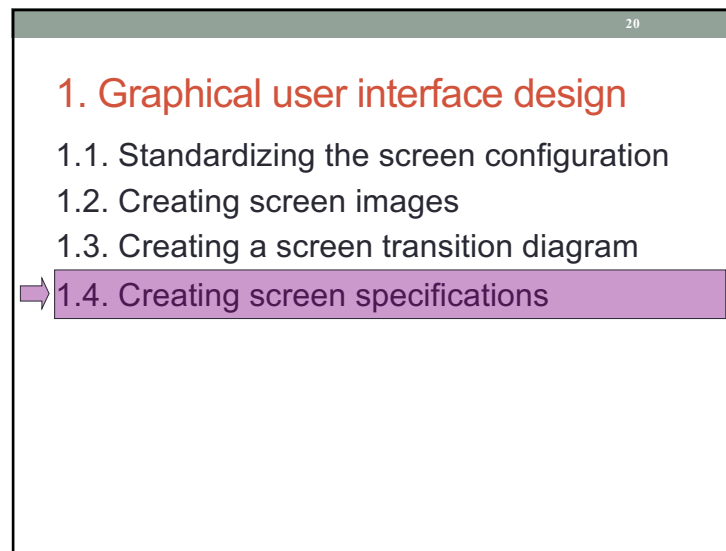 20
1. Graphical user interface design
1.1. Standardizing the screen configuration
1.2. Creating screen images
1.3. Creating a screen transition diagram
1.4. Creating screen specifications